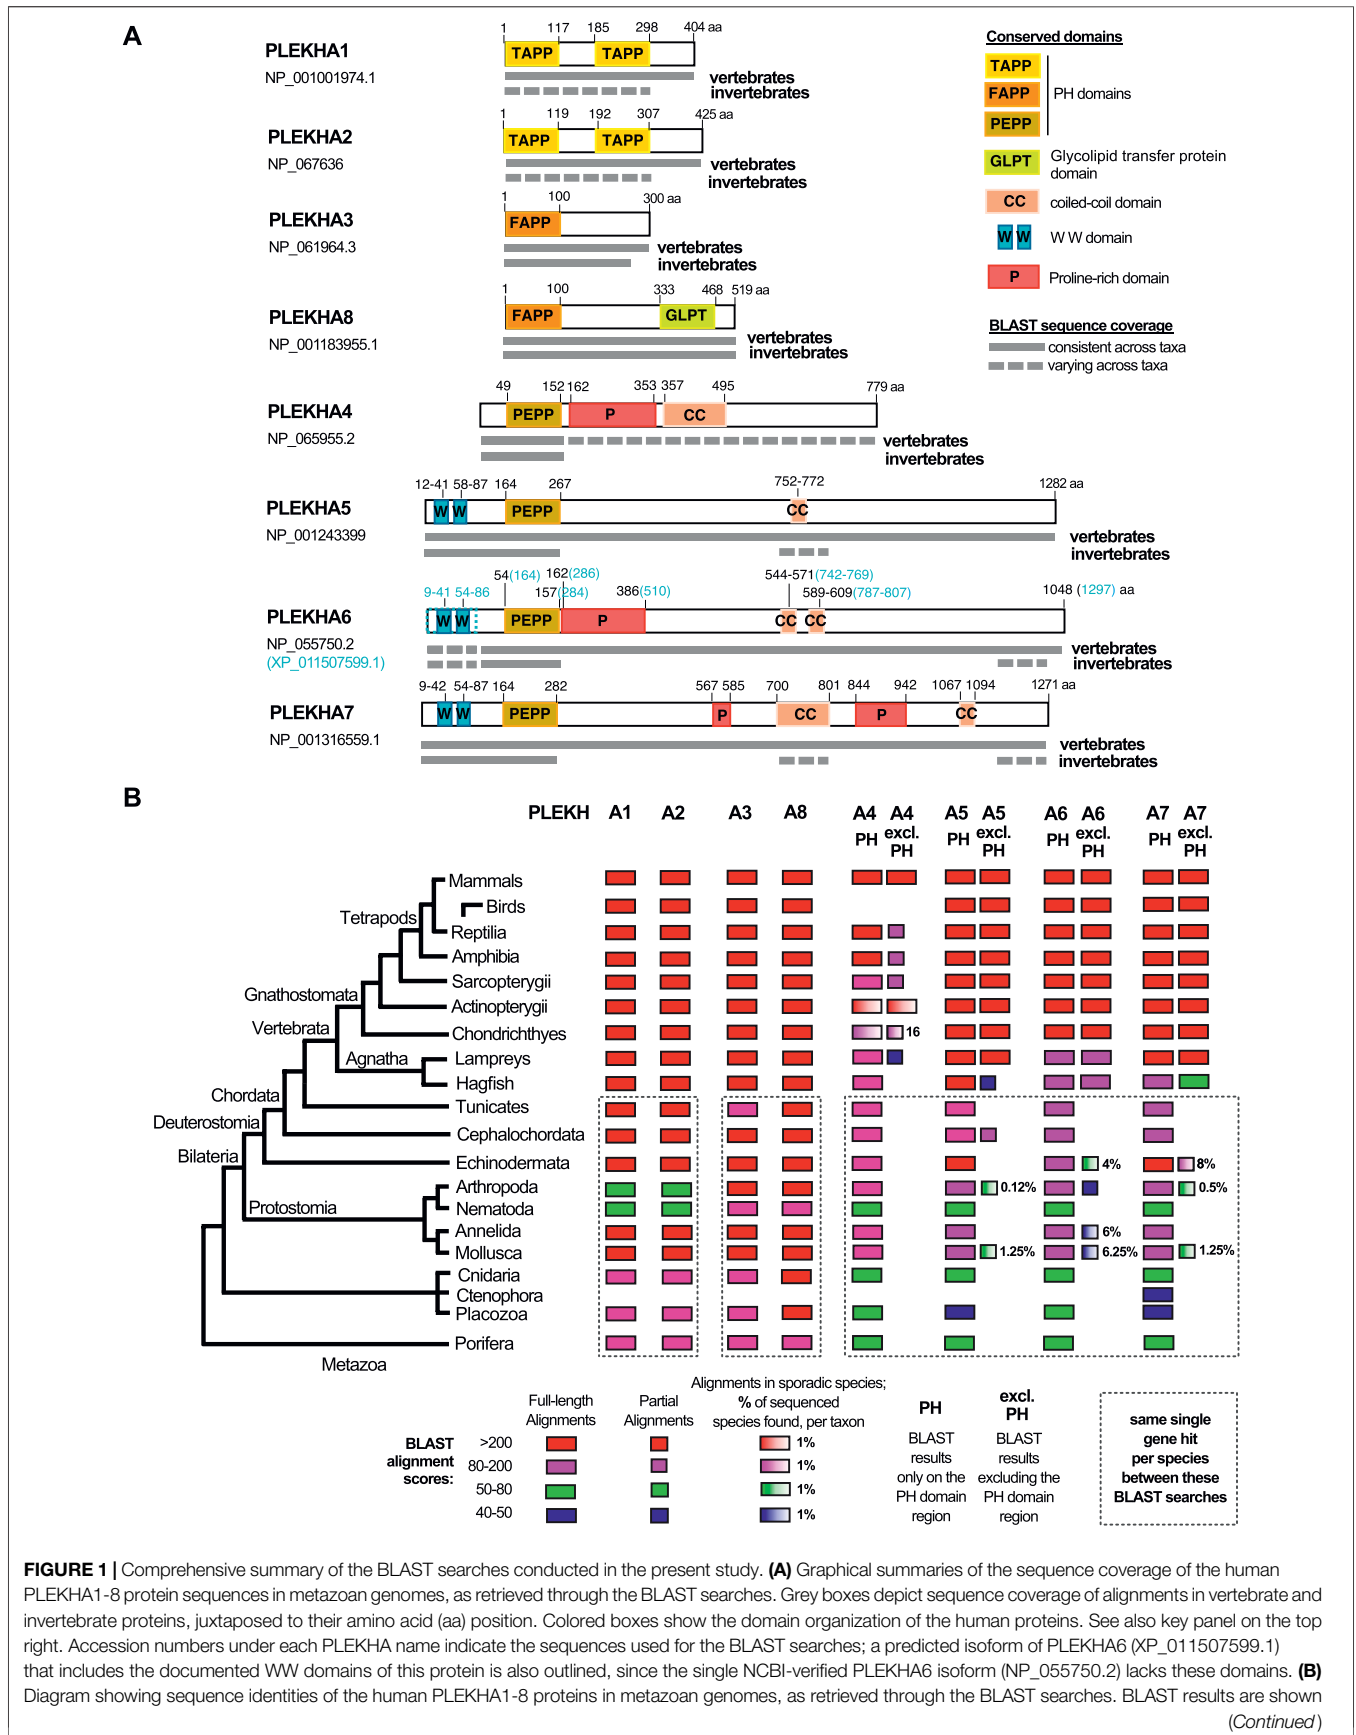 A
PLEKHA1
NP_001001974.1
1 117 185 298 404 aa
TAPP TAPP
vertebrates
invertebrates
PLEKHA2
NP_067636
1 119 192 307 425 aa
TAPP TAPP
vertebrates
invertebrates
PLEKHA3
NP_061964.3
1 100 300 aa
FAPP
vertebrates
invertebrates
PLEKHA8
NP_001183955.1
1 100 333 468 519 aa
FAPP GLPT
vertebrates
invertebrates
PLEKHA4
NP_065955.2
49 152 162 353 357 495 779 aa
PEPP P CC
vertebrates
invertebrates
PLEKHA5
NP_001243399
12-41 58-87 164 267 752-772 1282 aa
W W PEPP CC
vertebrates
invertebrates
PLEKHA6
NP_055750.2
(XP_011507599.1)
54(164) 162(286) 544-571(742-769)
9-41 54-86 157(284) 386(510) 589-609(787-807) 1048 (1297) aa
W W PEPP P CC CC
vertebrates
invertebrates
PLEKHA7
NP_001316559.1
9-42 54-87 164 282 567 585 700 801 844 942 1067 1094 1271 aa
W W PEPP P CC P CC
vertebrates
invertebrates
Conserved domains
TAPP
FAPP
PEPP
PH domains
GLPT Glycolipid transfer protein
domain
CC coiled-coil domain
W W W W domain
P Proline-rich domain
BLAST sequence coverage
consistent across taxa
varying across taxa
B
PLEKH A1 A2 A3 A8 A4 A4 A5 A5 A6 A6 A7 A7
PH excl. PH excl. PH excl. PH excl.
PH PH PH PH
Mammals
Birds
Tetrapods
Reptilia
Amphibia
Sarcopterygii
Gnathostomata
Actinopterygii
Vertebrata
Chondrichthyes 16
Agnatha
Lampreys
Hagfish
Chordata
Tunicates
Deuterostomia
Cephalochordata
Bilateria
Echinodermata 4% 8%
Arthropoda 0.12% 0.5%
Protostomia
Nematoda
Annelida 6%
Mollusca 1.25% 6.25% 1.25%
Cnidaria
Ctenophora
Placozoa
Porifera
Metazoa
BLAST
alignment
scores:
Full-length
Alignments
Partial
Alignments
Alignments in sporadic species;
% of sequenced
species found, per taxon
>200 1%
80-200 1%
50-80 1%
40-50 1%
PH
BLAST
results
only on the
PH domain
region
excl.
PH
BLAST
results
excluding the
PH domain
region
same single
gene hit
per species
between these
BLAST searches
FIGURE 1 | Comprehensive summary of the BLAST searches conducted in the present study. (A) Graphical summaries of the sequence coverage of the human
PLEKHA1-8 protein sequences in metazoan genomes, as retrieved through the BLAST searches. Grey boxes depict sequence coverage of alignments in vertebrate and
invertebrate proteins, juxtaposed to their amino acid (aa) position. Colored boxes show the domain organization of the human proteins. See also key panel on the top
right. Accession numbers under each PLEKHA name indicate the sequences used for the BLAST searches; a predicted isoform of PLEKHA6 (XP_011507599.1)
that includes the documented WW domains of this protein is also outlined, since the single NCBI-verified PLEKHA6 isoform (NP_055750.2) lacks these domains. (B)
Diagram showing sequence identities of the human PLEKHA1-8 proteins in metazoan genomes, as retrieved through the BLAST searches. BLAST results are shown
(Continued)